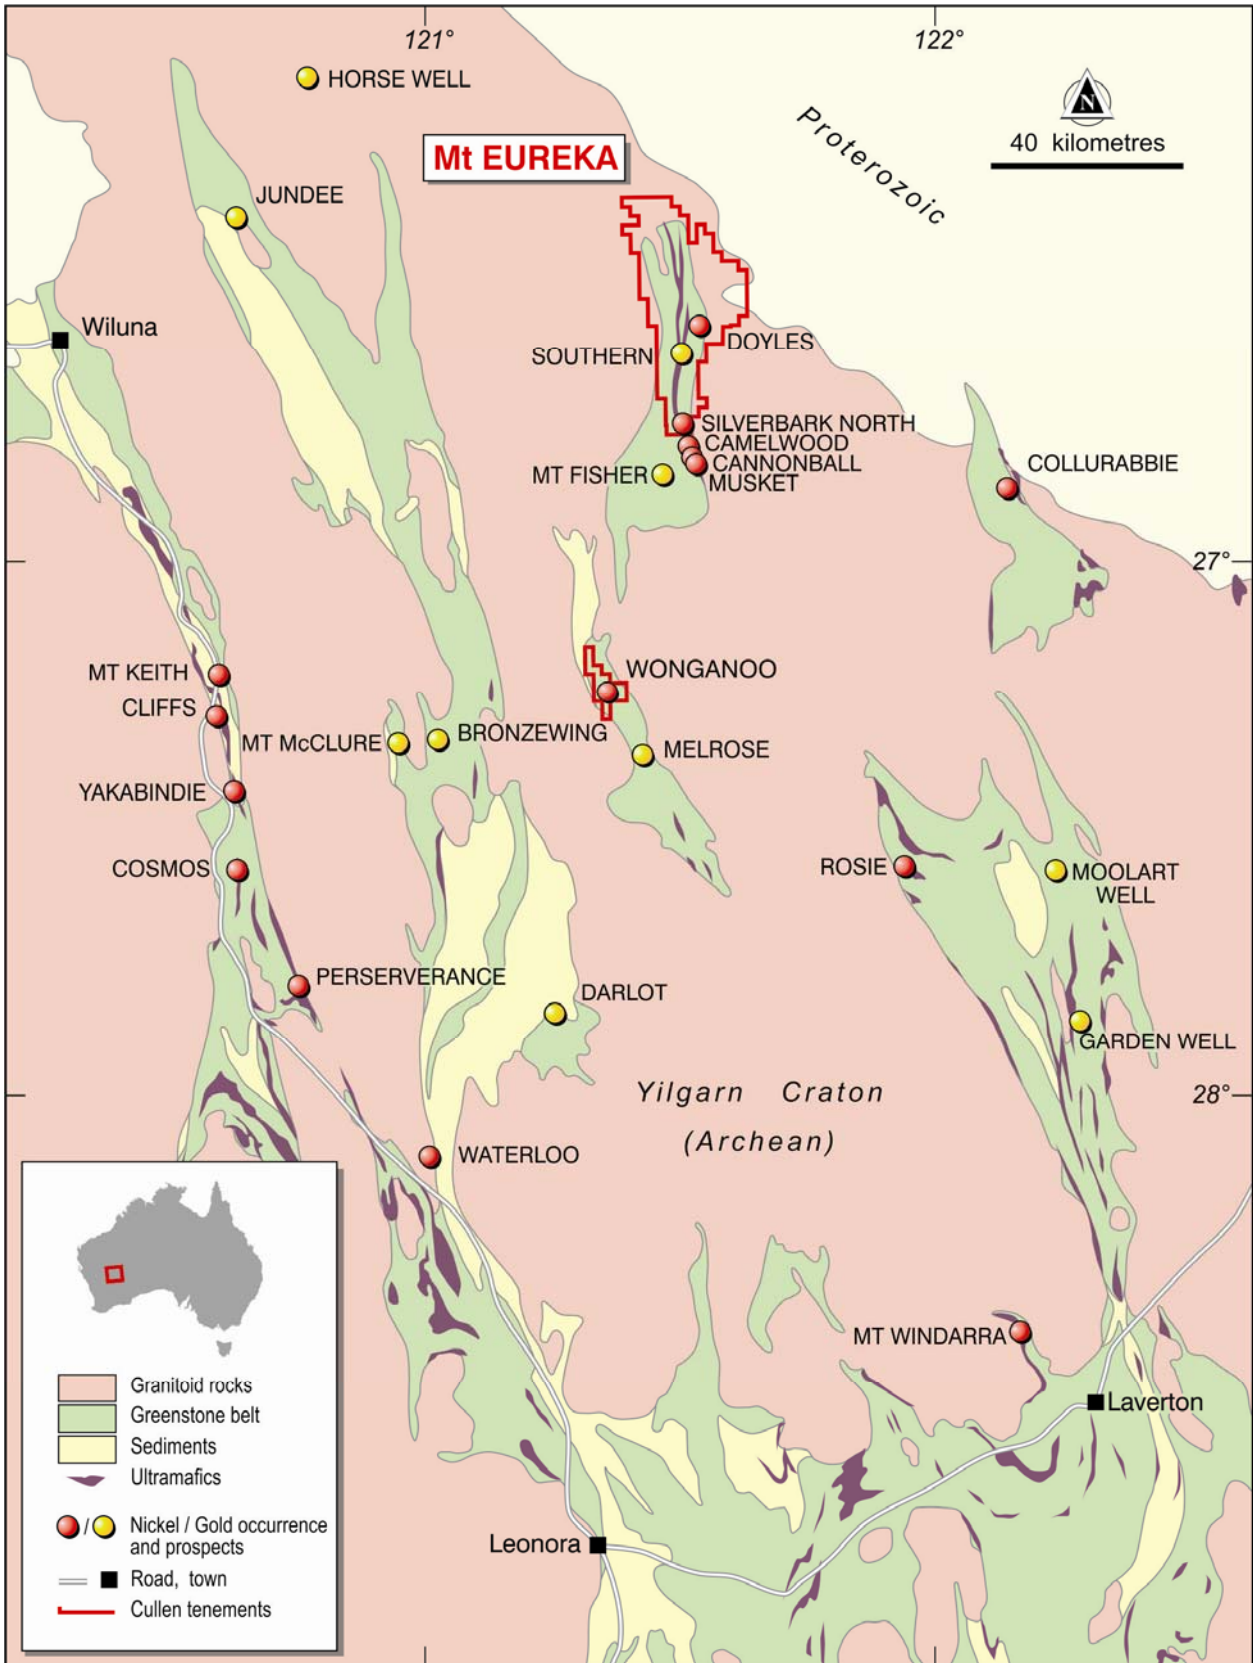 121°
122°
HORSE WELL
N
40 kilometres
Mt EUREKA
Proterozoic
JUNDEE
Wiluna
DOYLES
SOUTHERN
SILVERBARK NORTH
CAMELWOOD
CANNONBALL
MUSKET
MT FISHER
COLLURABBIE
27°
MT KEITH
WONGANOO
CLIFFS
MT McCLURE
BRONZEWING
MELROSE
YAKABINDIE
COSMOS
ROSIE
MOOLART
WELL
PERSERVERANCE
DARLOT
GARDEN WELL
Yilgarn Craton
(Archean)
28°
WATERLOO
MT WINDARRA
Laverton
Leonora
Granitoid rocks
Greenstone belt
Sediments
Ultramafics
/
Nickel / Gold occurrence
and prospects
Road, town
Cullen tenements